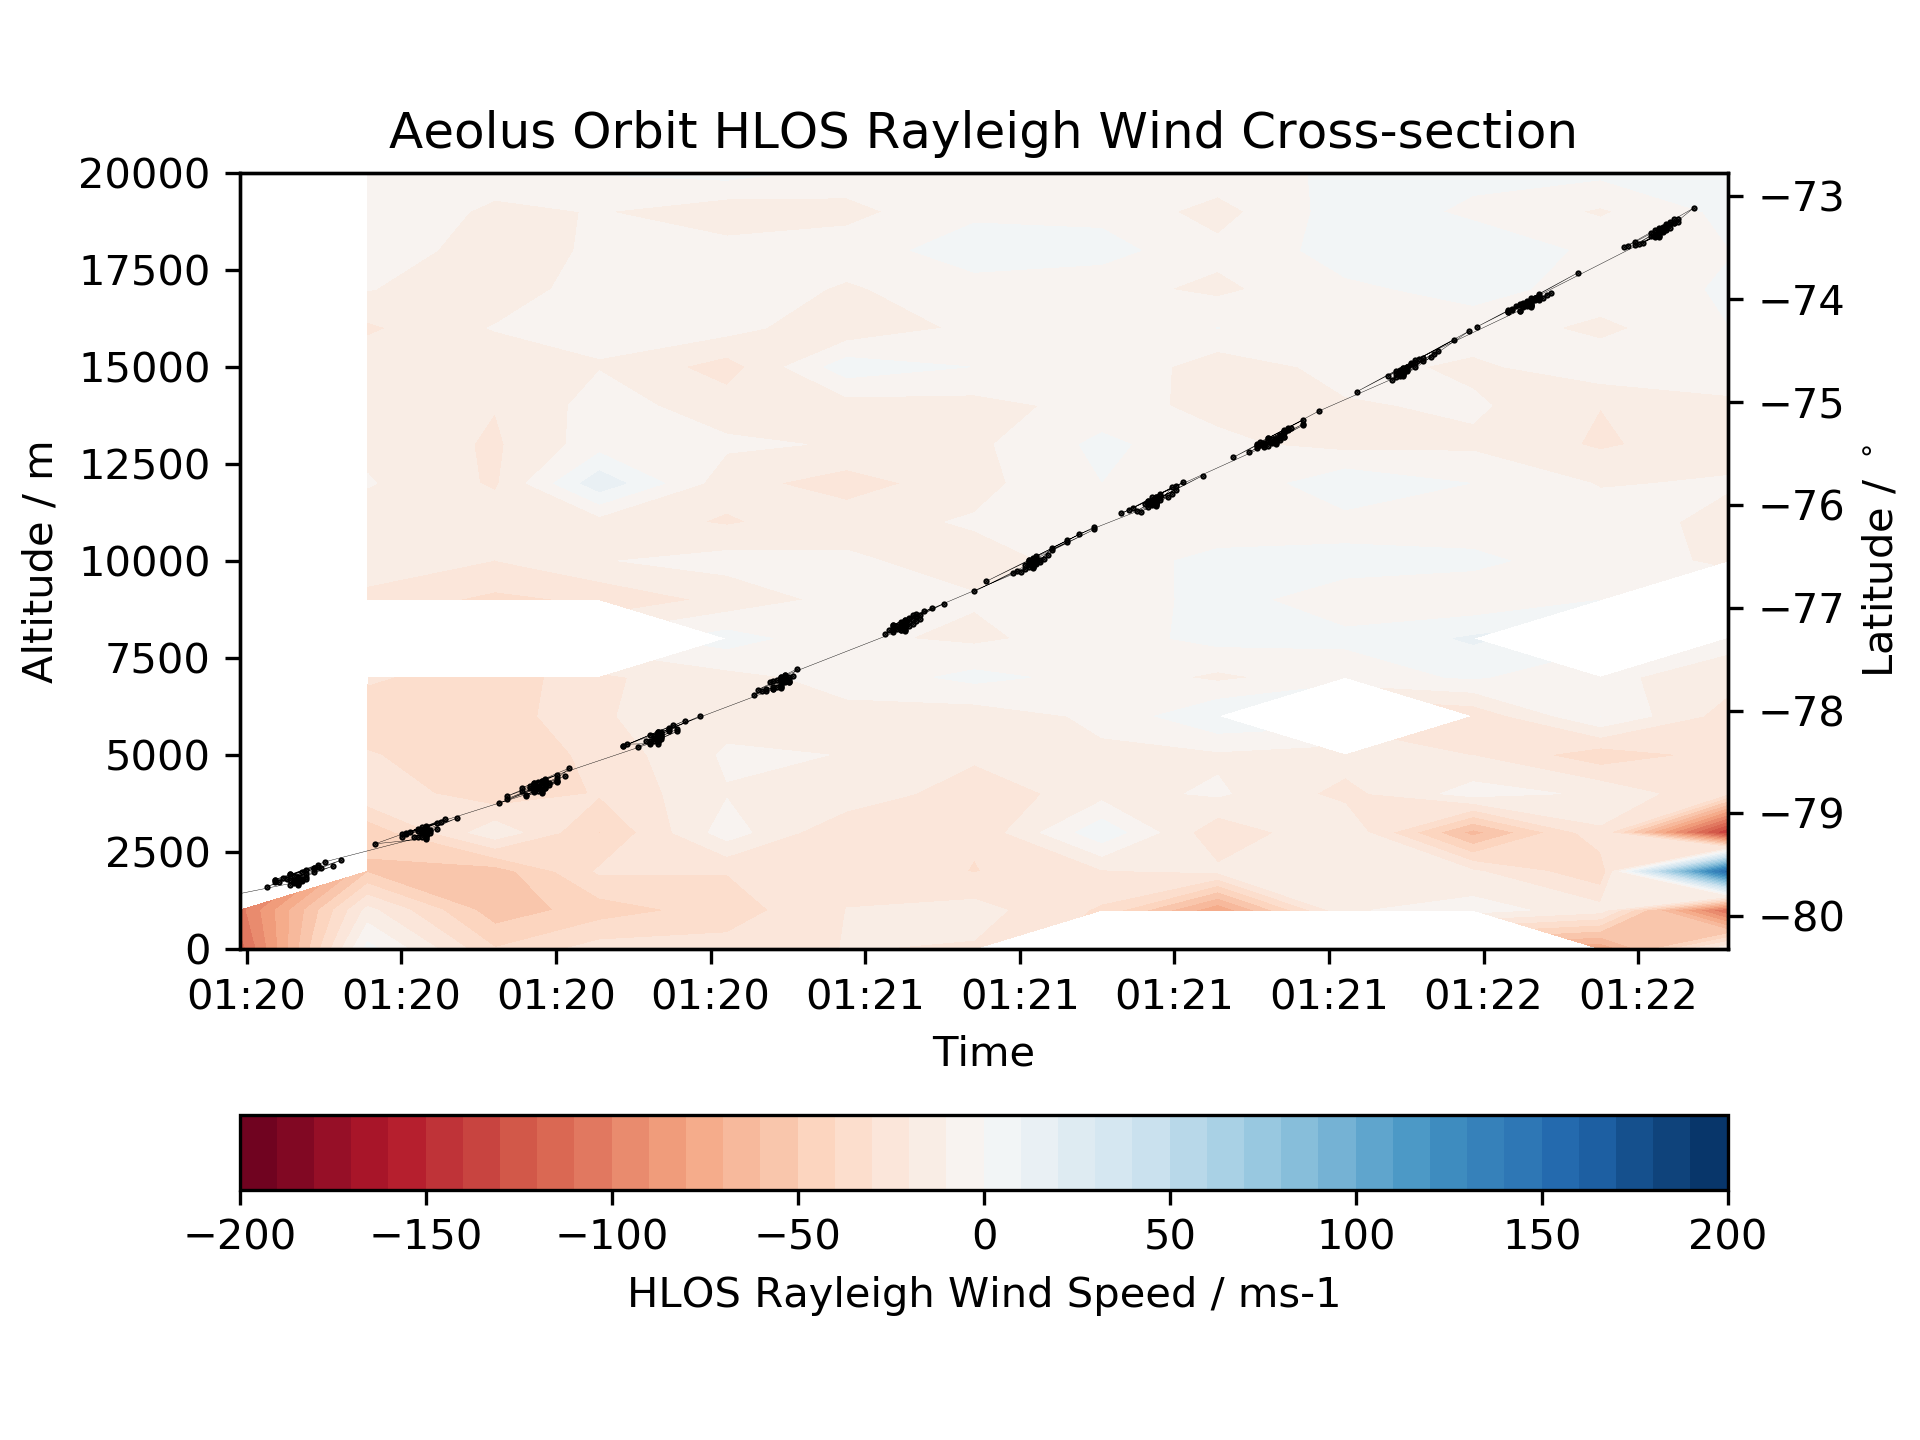 Aeolus Orbit HLOS Rayleigh Wind Cross-section
20000
17500
15000
12500
10000
7500
5000
2500
0
Altitude / m
−73
−74
−75
−76
−77
−78
−79
−80
Latitude / °
01:20 01:20 01:20 01:20 01:21 01:21 01:21 01:21 01:22 01:22
Time
−200 −150 −100 −50 0 50 100 150 200
HLOS Rayleigh Wind Speed / ms-1